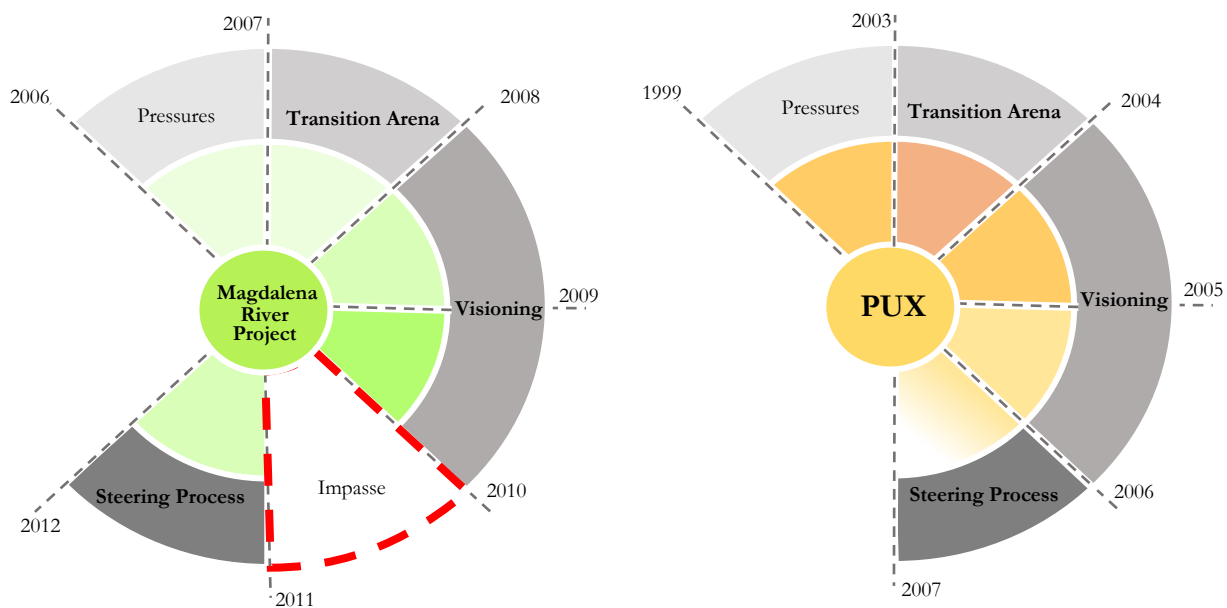 2007
2006
Pressures
Transition Arena
2008
Magdalena
River
Project
Visioning
2009
Impasse
2010
Steering Process
2012
2011
2003
1999
Pressures
Transition Arena
2004
PUX
Visioning
2005
Steering Process
2006
2007